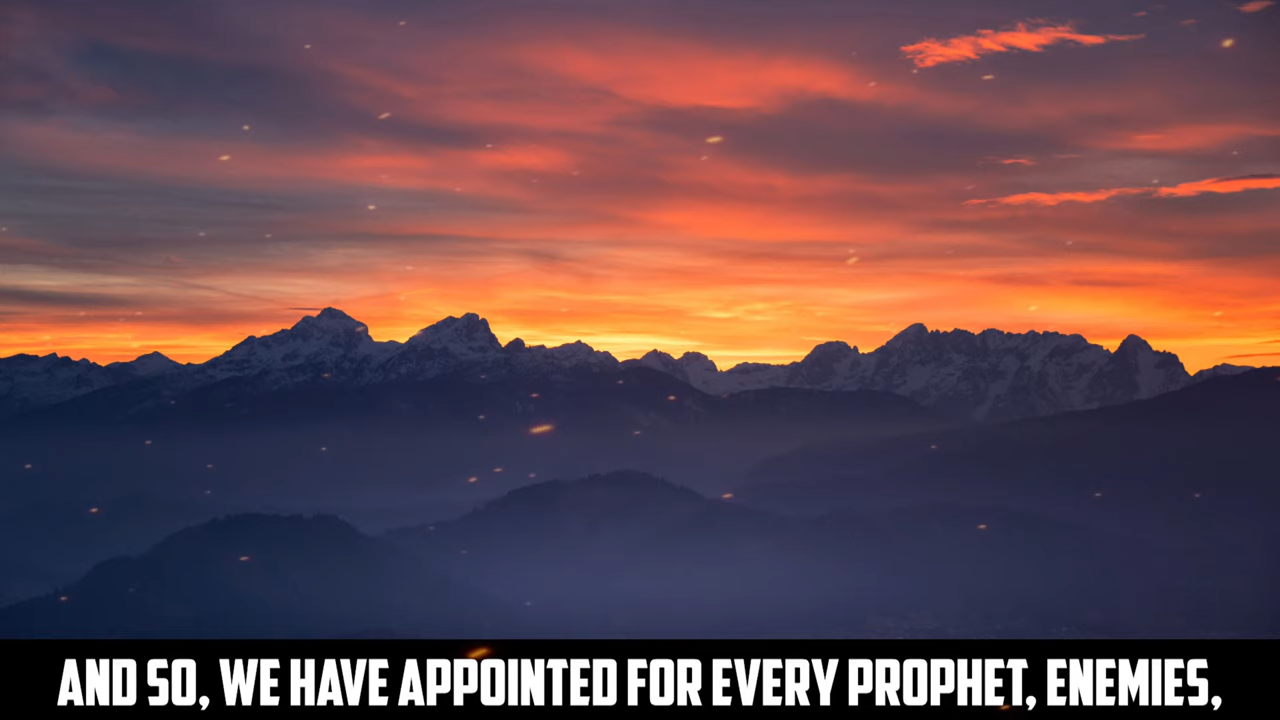 AND SO, WE HAVE APPOINTED FOR EVERY PROPHET, ENEMIES,